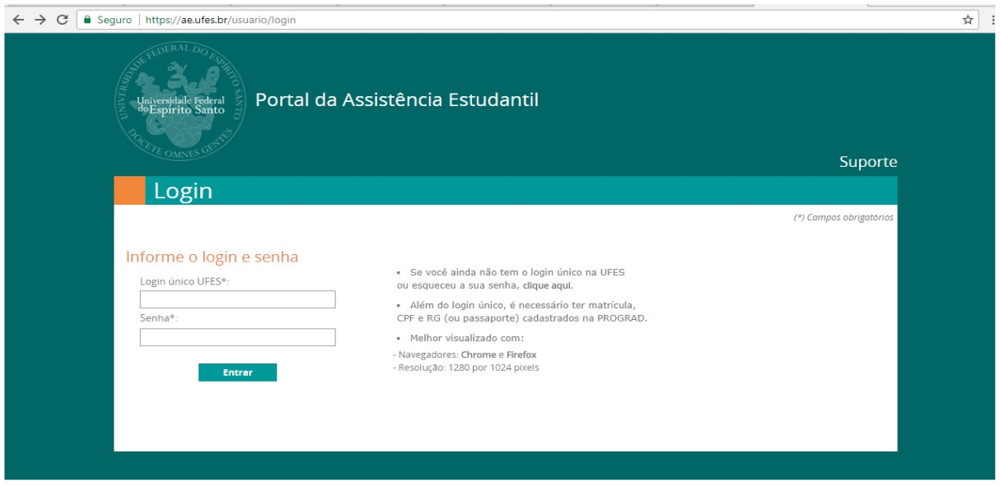 Seguro | https://ae.ufes.br/usuario/login
UNIVERSIDADE FEDERAL DO ESPÍRITO SANTO
Universidade Federal
do Espírito Santo
DOCETE OMNES GENTES
Portal da Assistência Estudantil
Suporte
Login
(*) Campos obrigatórios
Informe o login e senha
Login único UFES*:
Senha*:
Entrar
• Se você ainda não tem o login único na UFES
ou esqueceu a sua senha, clique aqui.
• Além do login único, é necessário ter matrícula,
CPF e RG (ou passaporte) cadastrados na PROGRAD.
• Melhor visualizado com:
- Navegadores: Chrome e Firefox
- Resolução: 1280 por 1024 pixels